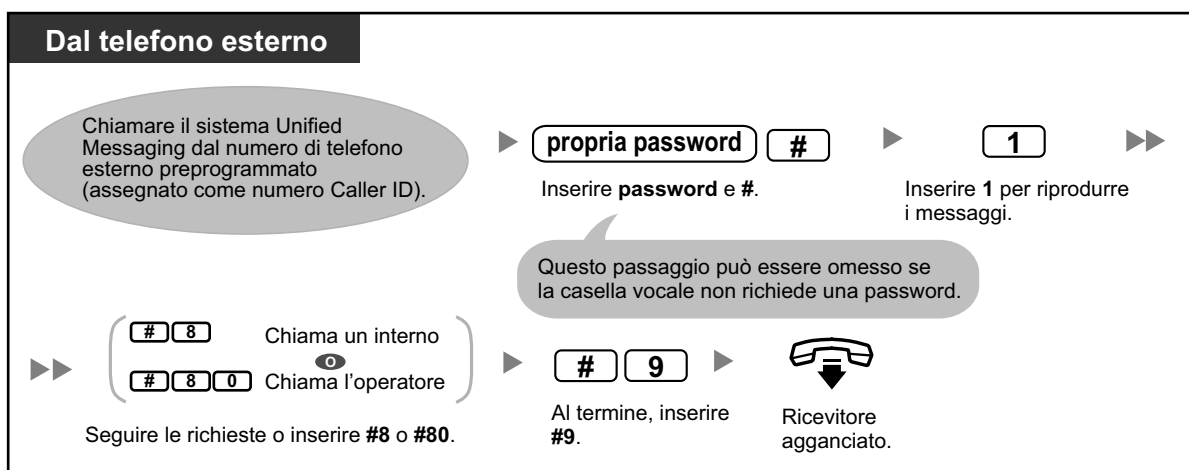 Dal telefono esterno
Chiamare il sistema Unified
Messaging dal numero di telefono
esterno preprogrammato
(assegnato come numero Caller ID).
propria password #
Inserire password e #.
1
Inserire 1 per riprodurre
i messaggi.
Questo passaggio può essere omesso se
la casella vocale non richiede una password.
# 8 Chiama un interno
O
# 8 0 Chiama l'operatore
Seguire le richieste o inserire #8 o #80.
# 9
Al termine, inserire
#9.
Ricevitore
agganciato.